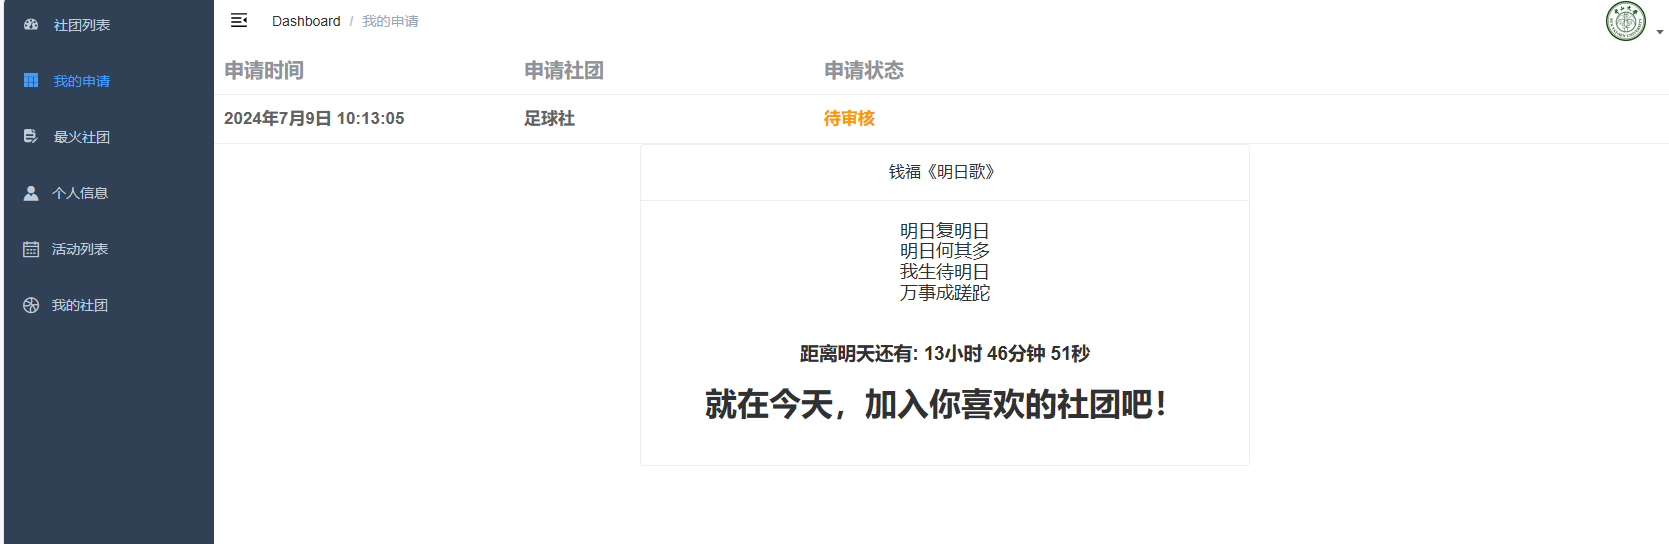 社团列表
我的申请
最火社团
个人信息
活动列表
我的社团
Dashboard / 我的申请
申请时间 申请社团 申请状态
2024年7月9日 10:13:05 足球社 待审核
钱福《明日歌》
明日复明日
明日何其多
我生待明日
万事成蹉跎
距离明天还有: 13小时 46分钟 51秒
就在今天，加入你喜欢的社团吧！